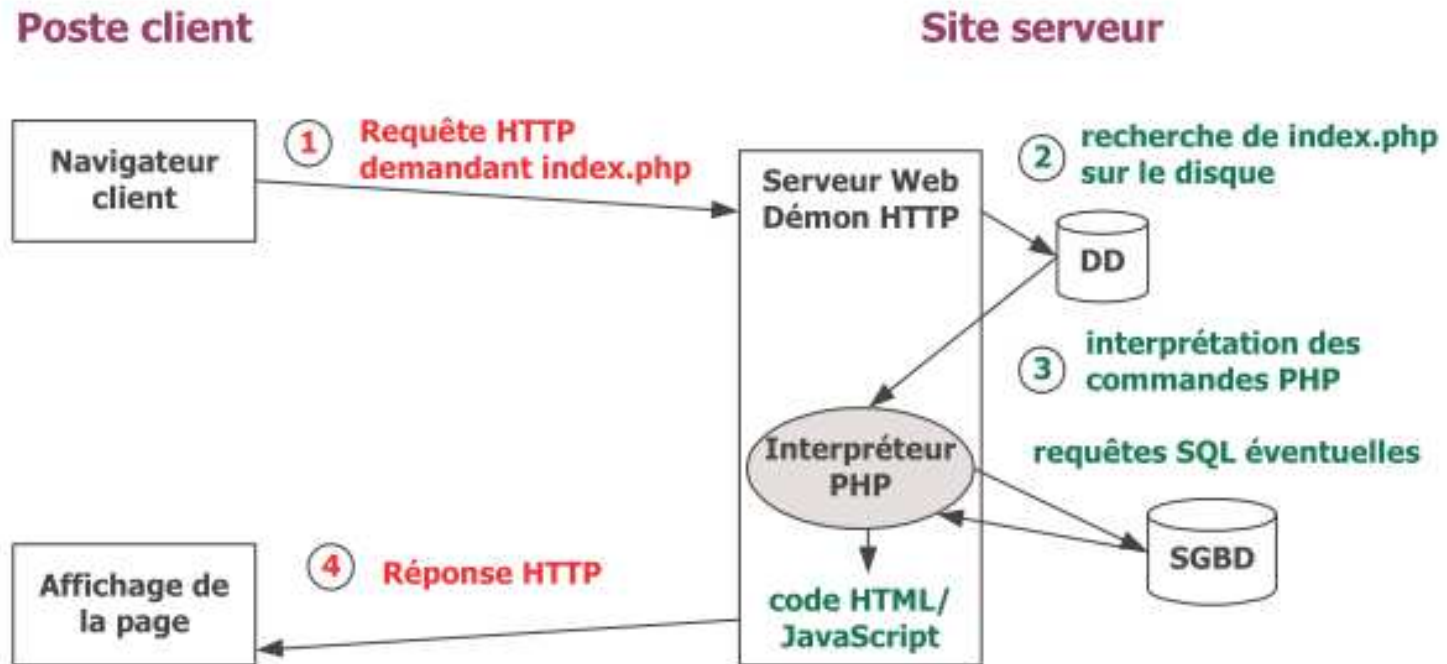 Poste client
Site serveur
Navigateur
client
1
Requête HTTP
demandant index.php
Serveur Web
Démon HTTP
2
recherche de index.php
sur le disque
DD
3
interprétation des
commandes PHP
Interpréteur
PHP
requêtes SQL éventuelles
SGBD
code HTML/
JavaScript
4
Réponse HTTP
Affichage de
la page